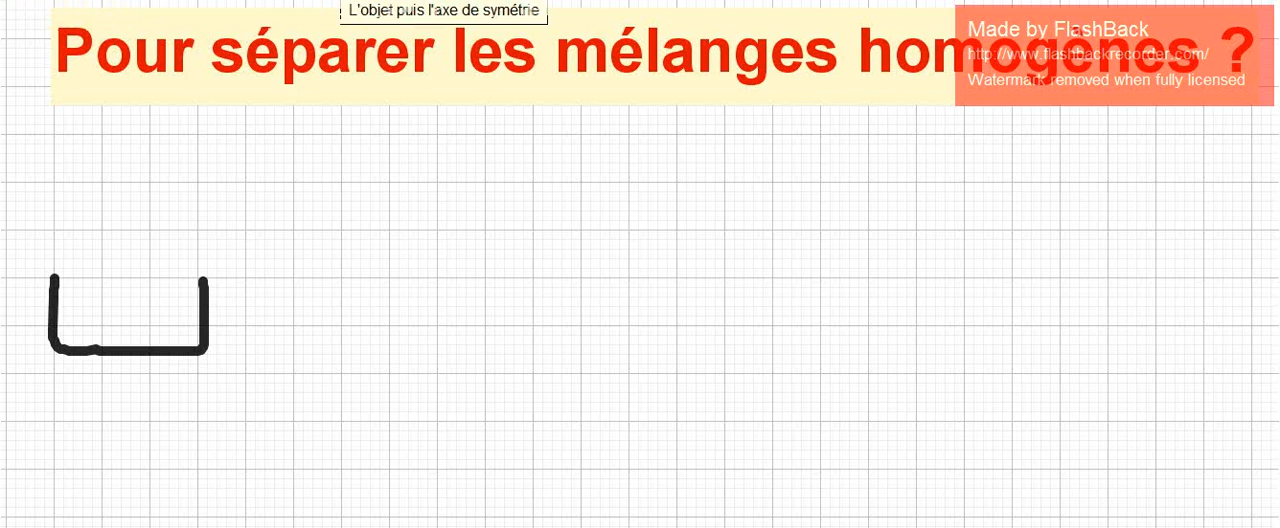 L'objet puis l'axe de symétrie
Pour séparer les mélanges homogènes ?
Made by FlashBack
http://www.flashbackrecorder.com/
Watermark removed when fully licensed